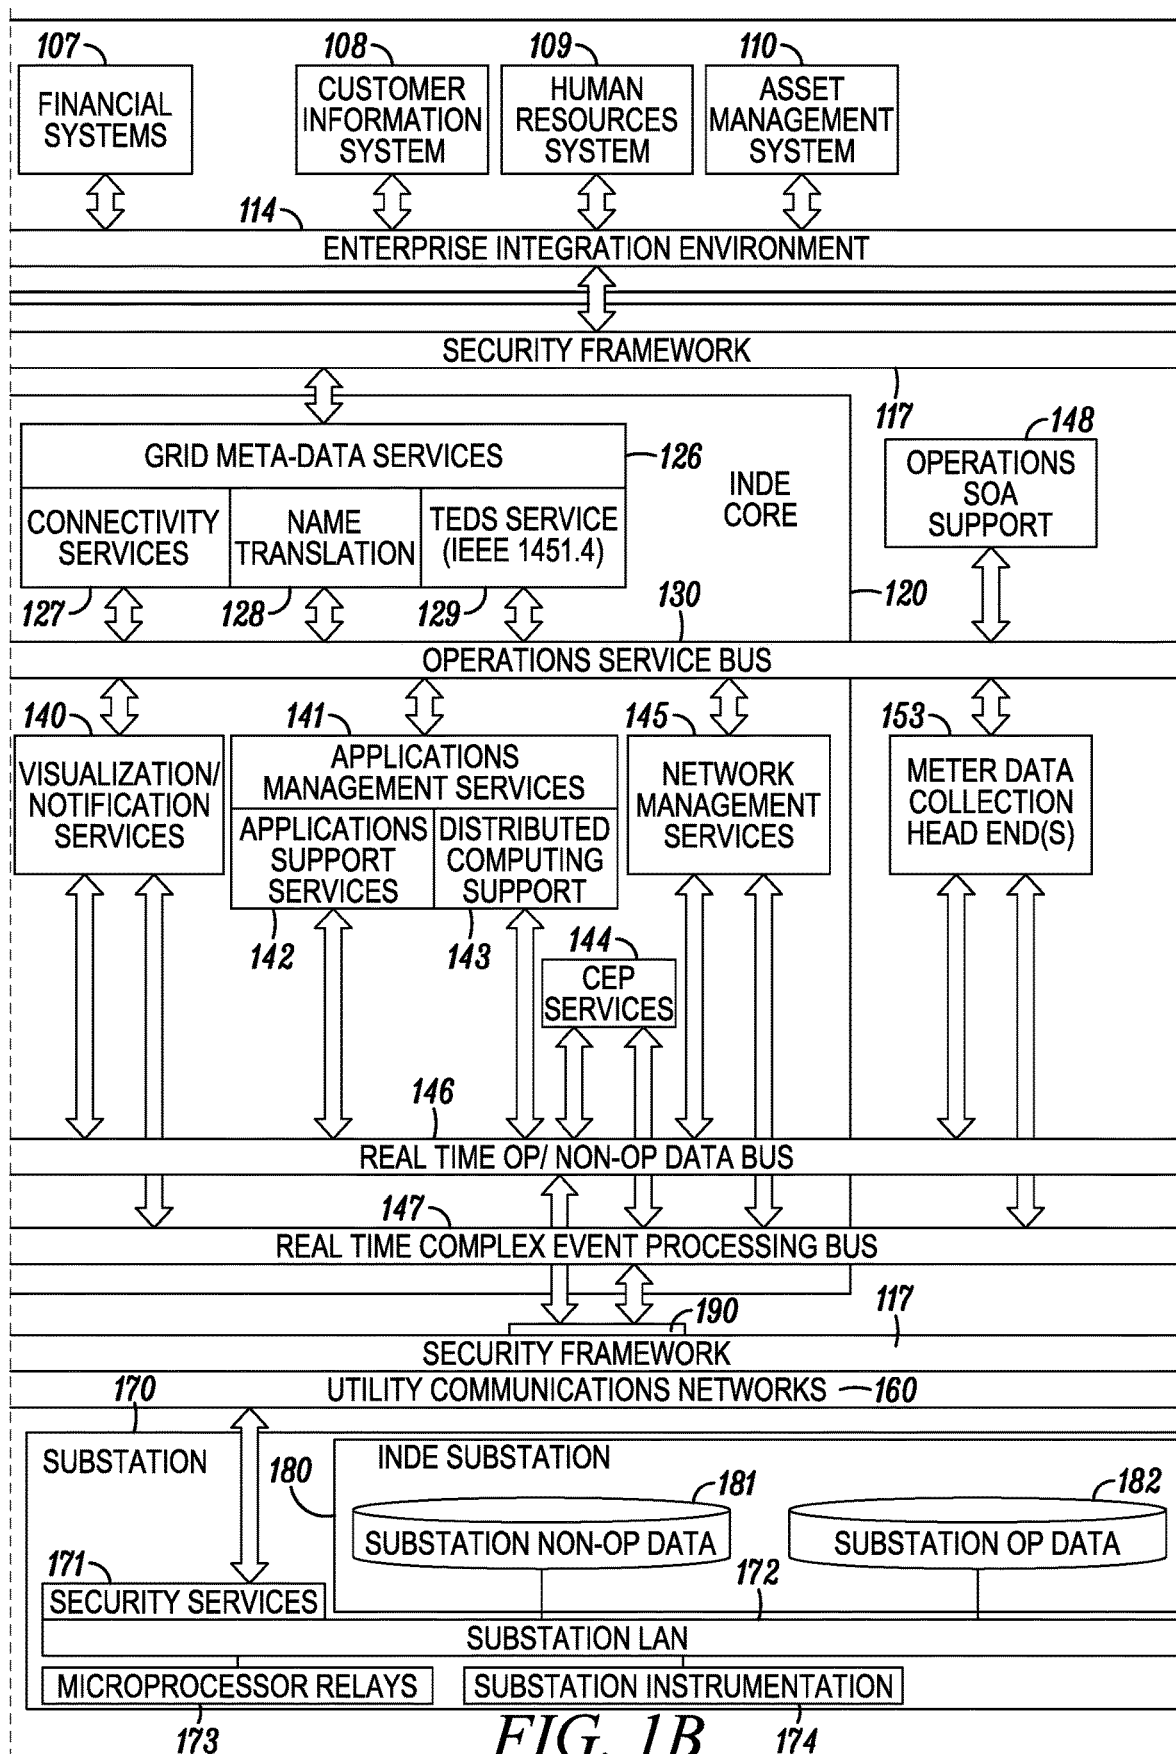 107
108
109
110
FINANCIAL
SYSTEMS
CUSTOMER
INFORMATION
SYSTEM
HUMAN
RESOURCES
SYSTEM
ASSET
MANAGEMENT
SYSTEM
114
ENTERPRISE INTEGRATION ENVIRONMENT
SECURITY FRAMEWORK
117
GRID META-DATA SERVICES
126
CONNECTIVITY
SERVICES
NAME
TRANSLATION
TEDS SERVICE
(IEEE 1451.4)
127
128
129
INDE
CORE
148
OPERATIONS
SOA
SUPPORT
120
130
OPERATIONS SERVICE BUS
140
VISUALIZATION/
NOTIFICATION
SERVICES
141
APPLICATIONS
MANAGEMENT SERVICES
APPLICATIONS
SUPPORT
SERVICES
DISTRIBUTED
COMPUTING
SUPPORT
142
143
145
NETWORK
MANAGEMENT
SERVICES
153
METER DATA
COLLECTION
HEAD END(S)
144
CEP
SERVICES
146
REAL TIME OP/ NON-OP DATA BUS
147
REAL TIME COMPLEX EVENT PROCESSING BUS
190
117
SECURITY FRAMEWORK
UTILITY COMMUNICATIONS NETWORKS 160
170
SUBSTATION
180
INDE SUBSTATION
181
SUBSTATION NON-OP DATA
182
SUBSTATION OP DATA
171
SECURITY SERVICES
172
SUBSTATION LAN
MICROPROCESSOR RELAYS
SUBSTATION INSTRUMENTATION
173
174
FIG. 1B